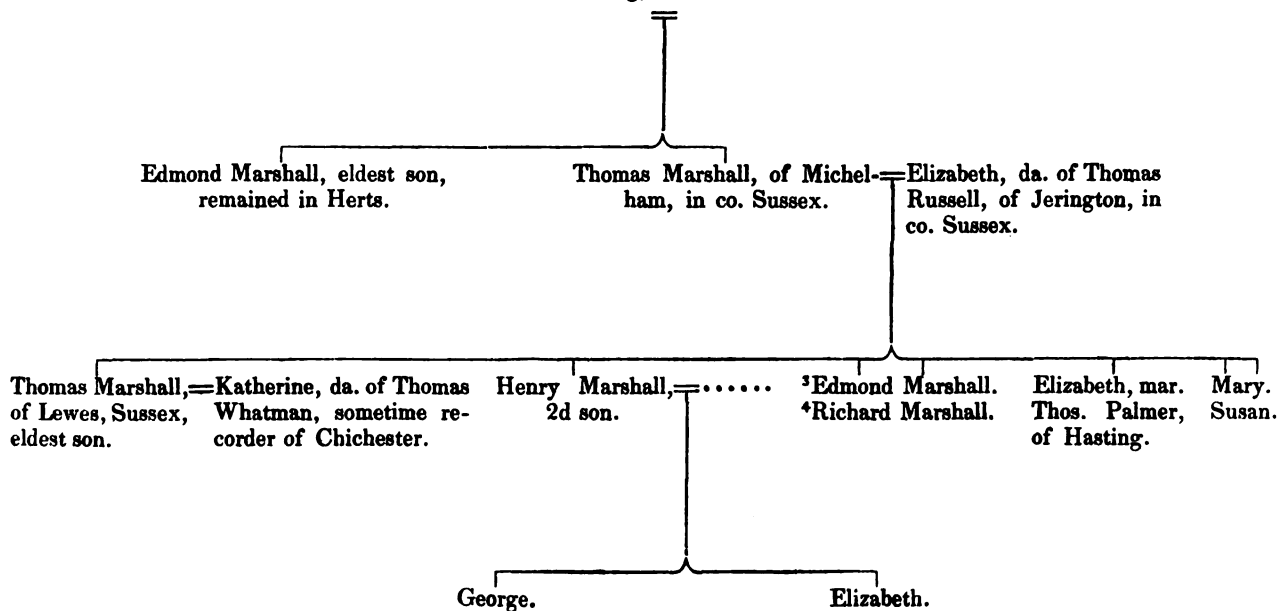 Edmond Marshall, eldest son,
remained in Herts.
Thomas Marshall, of Michel-
ham, in co. Sussex.
Elizabeth, da. of Thomas
Russell, of Jerington, in
co. Sussex.
Thomas Marshall,
of Lewes, Sussex,
eldest son.
Katherine, da. of Thomas
Whatman, sometime re-
corder of Chichester.
Henry Marshall,
2d son.
......
³Edmond Marshall.
⁴Richard Marshall.
Elizabeth, mar.
Thos. Palmer,
of Hasting.
Mary.
Susan.
George.
Elizabeth.